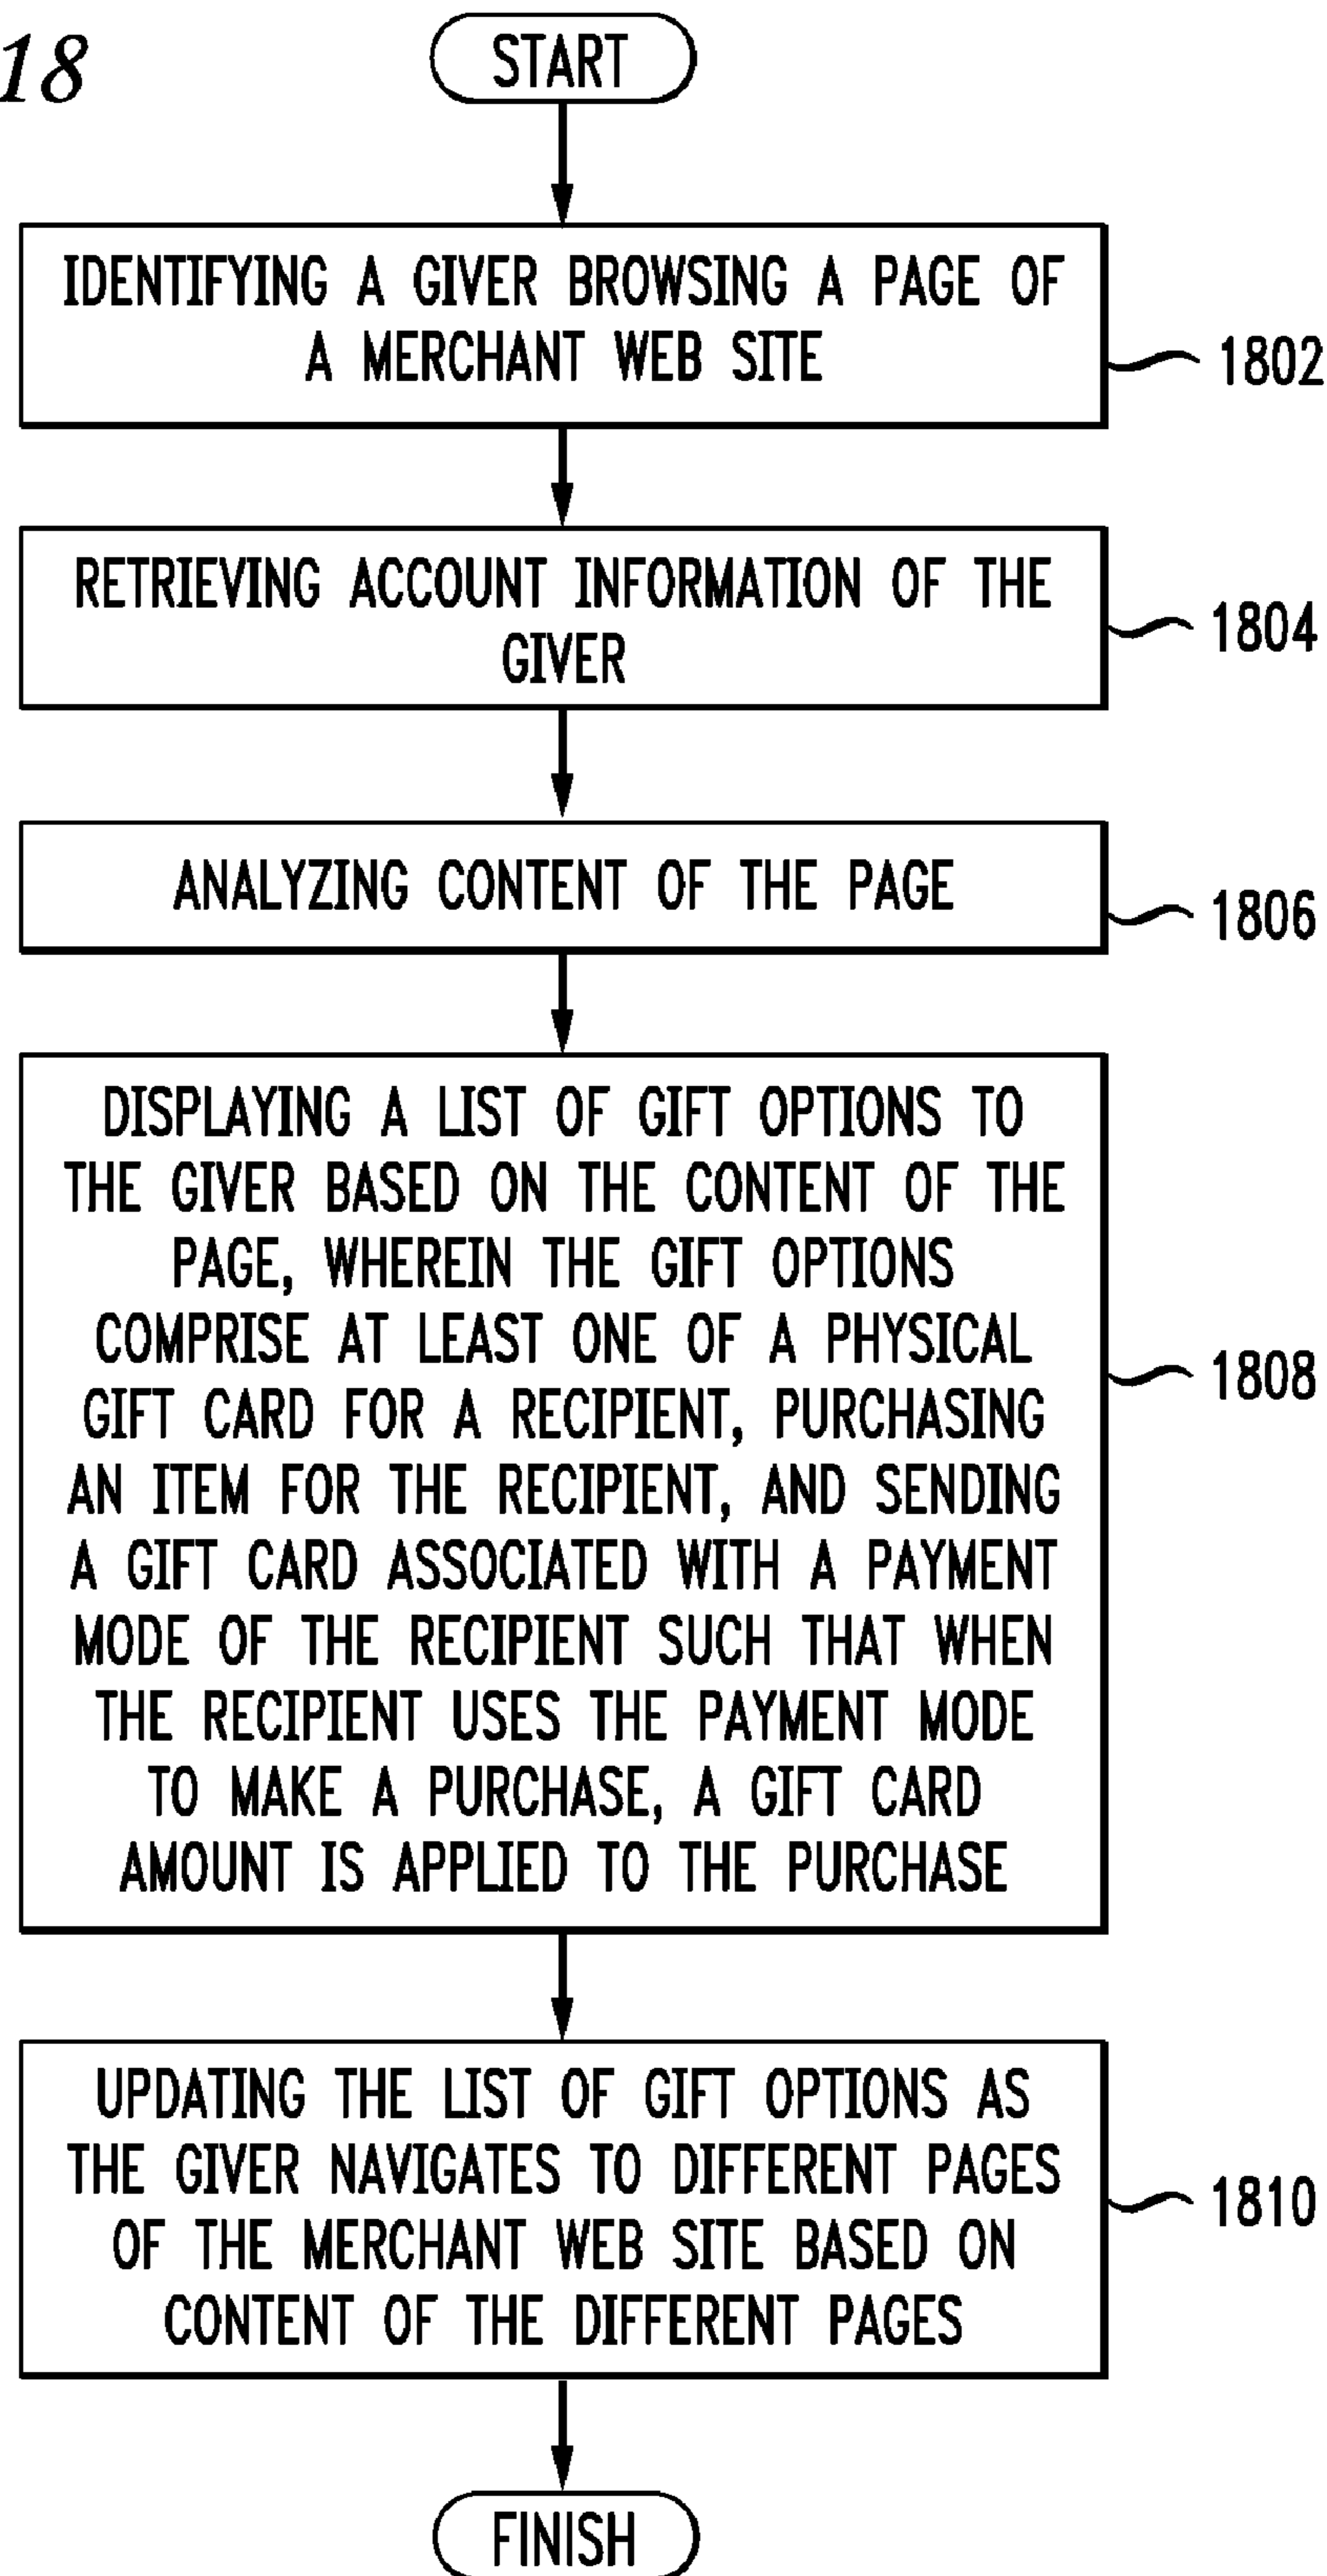 18
START
IDENTIFYING A GIVER BROWSING A PAGE OF
A MERCHANT WEB SITE
1802
RETRIEVING ACCOUNT INFORMATION OF THE
GIVER
1804
ANALYZING CONTENT OF THE PAGE
1806
DISPLAYING A LIST OF GIFT OPTIONS TO
THE GIVER BASED ON THE CONTENT OF THE
PAGE, WHEREIN THE GIFT OPTIONS
COMPRISE AT LEAST ONE OF A PHYSICAL
GIFT CARD FOR A RECIPIENT, PURCHASING
AN ITEM FOR THE RECIPIENT, AND SENDING
A GIFT CARD ASSOCIATED WITH A PAYMENT
MODE OF THE RECIPIENT SUCH THAT WHEN
THE RECIPIENT USES THE PAYMENT MODE
TO MAKE A PURCHASE, A GIFT CARD
AMOUNT IS APPLIED TO THE PURCHASE
1808
UPDATING THE LIST OF GIFT OPTIONS AS
THE GIVER NAVIGATES TO DIFFERENT PAGES
OF THE MERCHANT WEB SITE BASED ON
CONTENT OF THE DIFFERENT PAGES
1810
FINISH